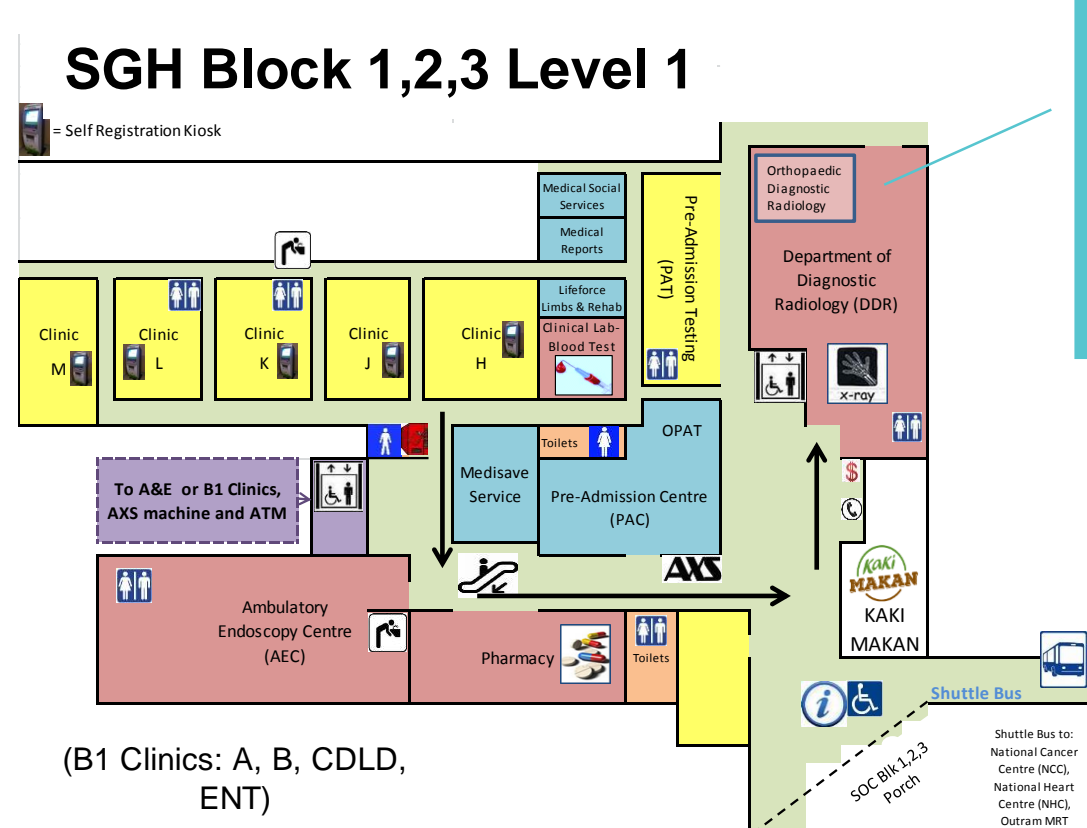 SGH Block 1,2,3 Level 1
= Self Registration Kiosk
Medical Social
Services
Medical
Reports
Lifeforce
Limbs & Rehab
Clinical Lab-
Blood Test
Pre-Admission Testing
(PAT)
Orthopaedic
Diagnostic
Radiology
Department of
Diagnostic
Radiology (DDR)
x-ray
Clinic
M
Clinic
L
Clinic
K
Clinic
J
Clinic
H
To A&E or B1 Clinics,
AXS machine and ATM
Medisave
Service
Toilets
OPAT
Pre-Admission Centre
(PAC)
AXS
$
Kaki
MAKAN
KAKI
MAKAN
Ambulatory
Endoscopy Centre
(AEC)
Pharmacy
Toilets
i
Shuttle Bus
SOC Blk 1,2,3
Porch
Shuttle Bus to:
National Cancer
Centre (NCC),
National Heart
Centre (NHC),
Outram MRT
(B1 Clinics: A, B, CDLD,
ENT)